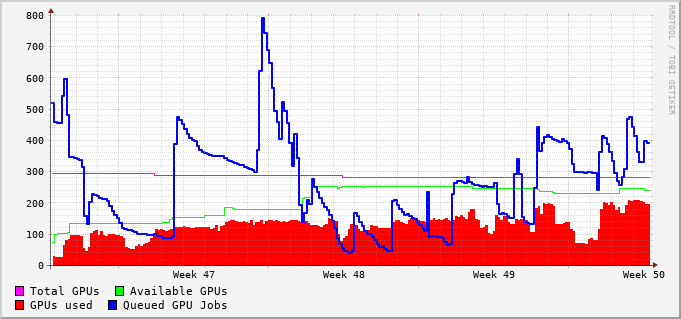 800
700
600
500
400
300
200
100
0
Week 47 Week 48 Week 49 Week 50
Total GPUs Available GPUs
GPUs used Queued GPU Jobs
RRDTOOL / TOBI OETIKER